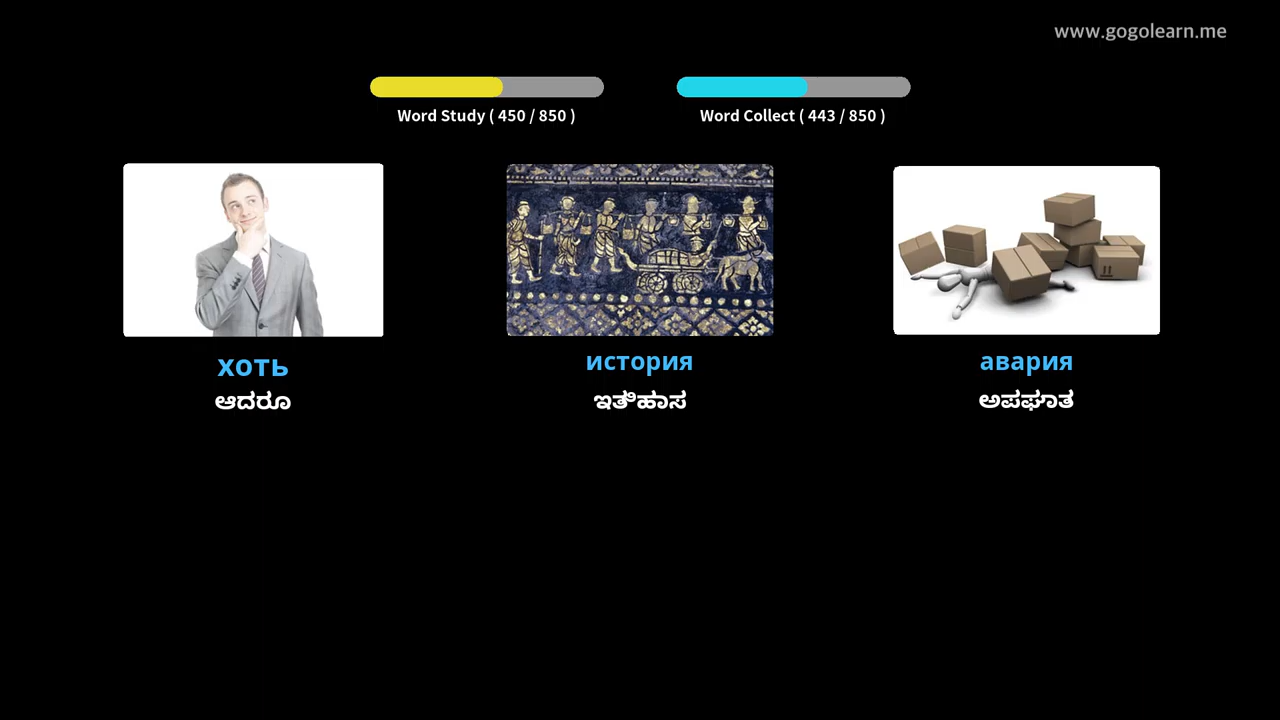 www.gogolearn.me
Word Study ( 450 / 850 )
Word Collect ( 443 / 850 )
хоть
история
авария
ಆದರೂ
ಇತಿಹಾಸ
ಅಪಘಾತ